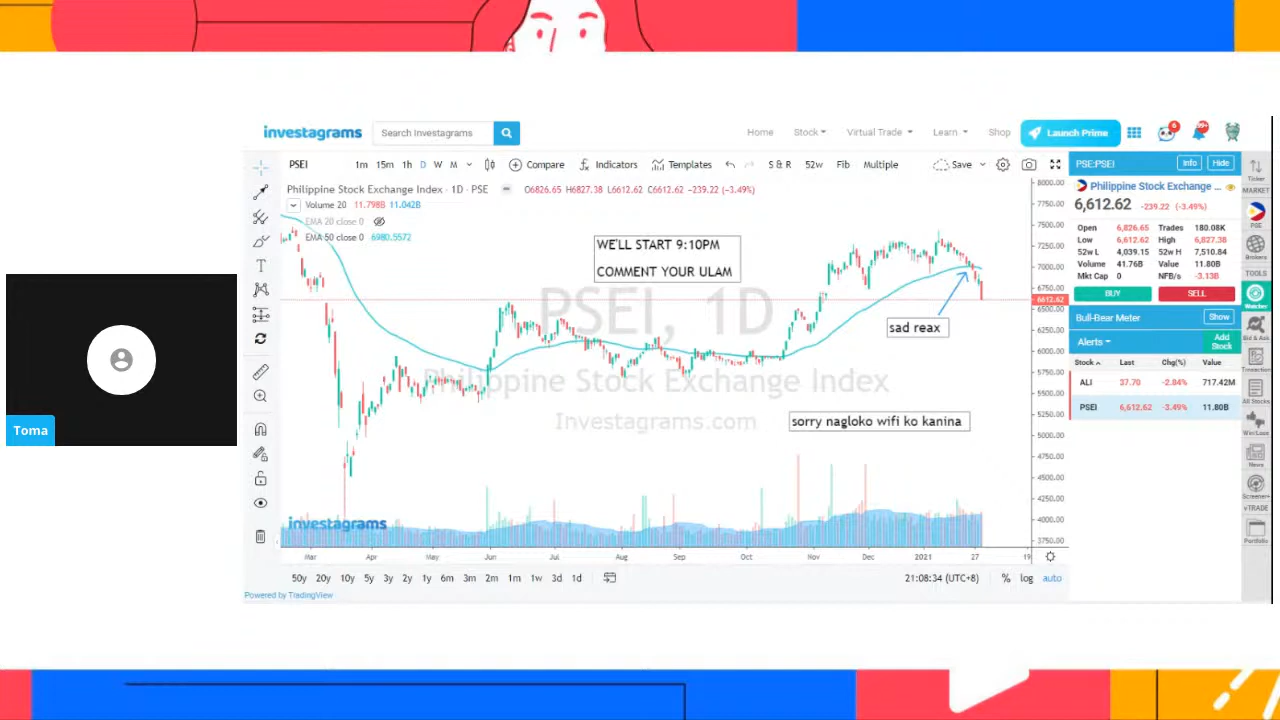 investagrams
Search Investagrams
Home
Stock
Virtual Trade
Learn
Shop
Launch Prime
PSEI
1m 15m 1h D W M
Compare
Indicators
Templates
S & R
52w
Fib
Multiple
Save
Philippine Stock Exchange Index · 1D · PSE
O6826.65 H6827.38 L6612.62 C6612.62 -239.22 (-3.49%)
Volume 20 11.798B 11.042B
EMA 20 close 0
EMA 50 close 0 6980.5572
WE'LL START 9:10PM
COMMENT YOUR ULAM
PSEI, 1D
sad reax
Philippine Stock Exchange Index
Investagrams.com
sorry nagloko wifi ko kanina
investagrams
8000.00
7750.00
7500.00
7250.00
7000.00
6750.00
6612.62
6500.00
6250.00
6000.00
5750.00
5500.00
5250.00
5000.00
4750.00
4500.00
4250.00
4000.00
3750.00
Mar Apr May Jun Jul Aug Sep Oct Nov Dec 2021 27 19
50y 20y 10y 5y 3y 2y 1y 6m 3m 2m 1m 1w 3d 1d
21:08:34 (UTC+8)
% log auto
Powered by TradingView
PSE:PSEI
Info
Hide
Philippine Stock Exchange ...
6,612.62 -239.22 (-3.49%)
Open 6,826.65 Trades 180.08K
Low 6,612.62 High 6,827.38
52w L 4,039.15 52w H 7,510.84
Volume 41.76B Value 11.80B
Mkt Cap 0 NFB/s -3.13B
BUY
SELL
Bull-Bear Meter
Show
Alerts
Add
Stock
Stock Last Chg(%) Value
ALI 37.70 -2.84% 717.42M
PSEI 6,612.62 -3.49% 11.80B
Ticker
MARKET
PSE
Brokers
TOOLS
Watcher
Bid & Ask
Transaction
All Stocks
News
Screener+
vTRADE
Portfolio
Toma